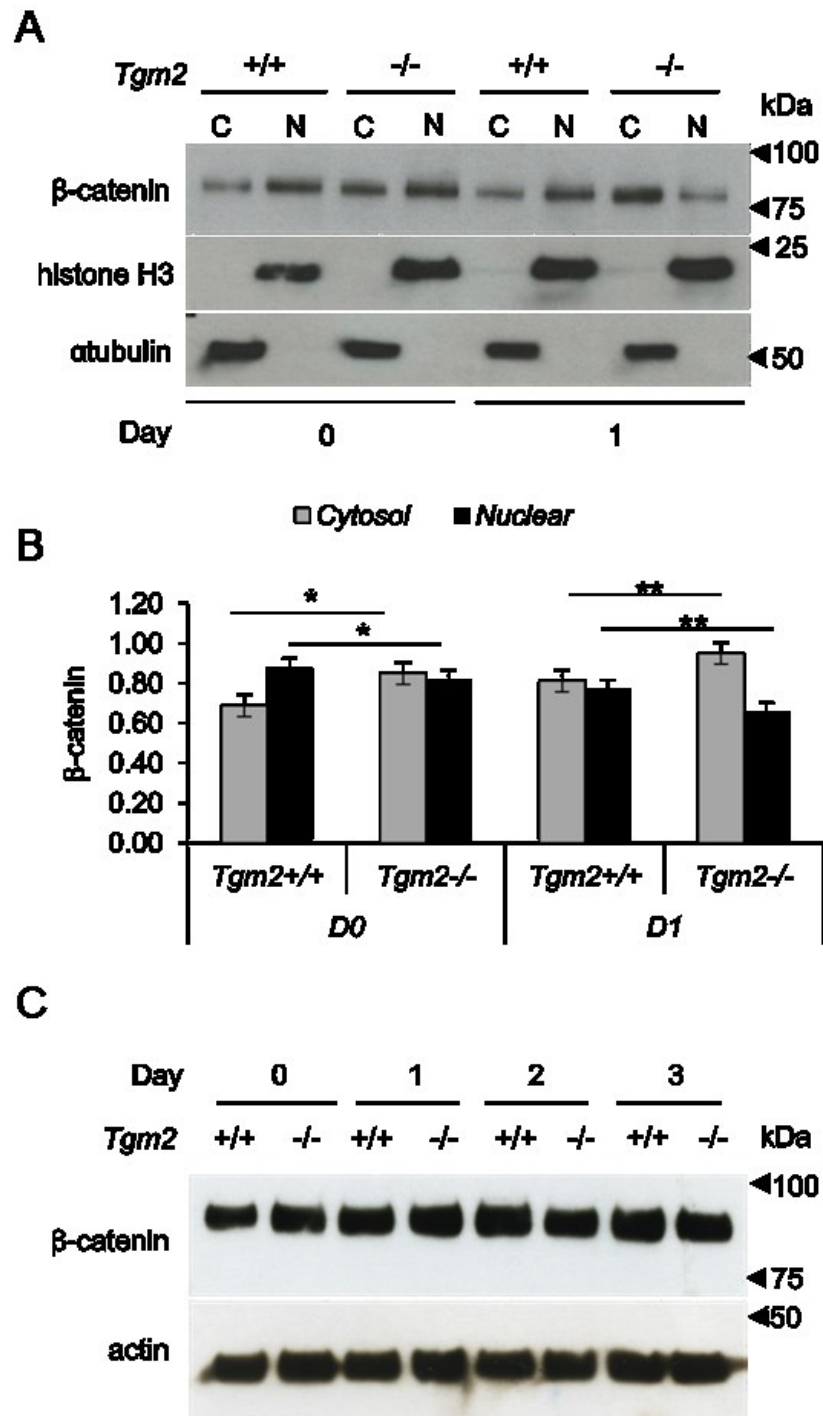 A
Tgm2 +/+ -/- +/+ -/-
kDa
C N C N C N C N
β-catenin
◀100
◀75
histone H3
◀25
αtubulin
◀50
Day 0 1
Cytosol Nuclear
B
* * ** **
β-catenin
1.20
1.00
0.80
0.60
0.40
0.20
0.00
Tgm2+/+ Tgm2-/- Tgm2+/+ Tgm2-/-
D0 D1
C
Day 0 1 2 3
Tgm2 +/+ -/- +/+ -/- +/+ -/- +/+ -/- kDa
β-catenin
◀100
◀75
actin
◀50